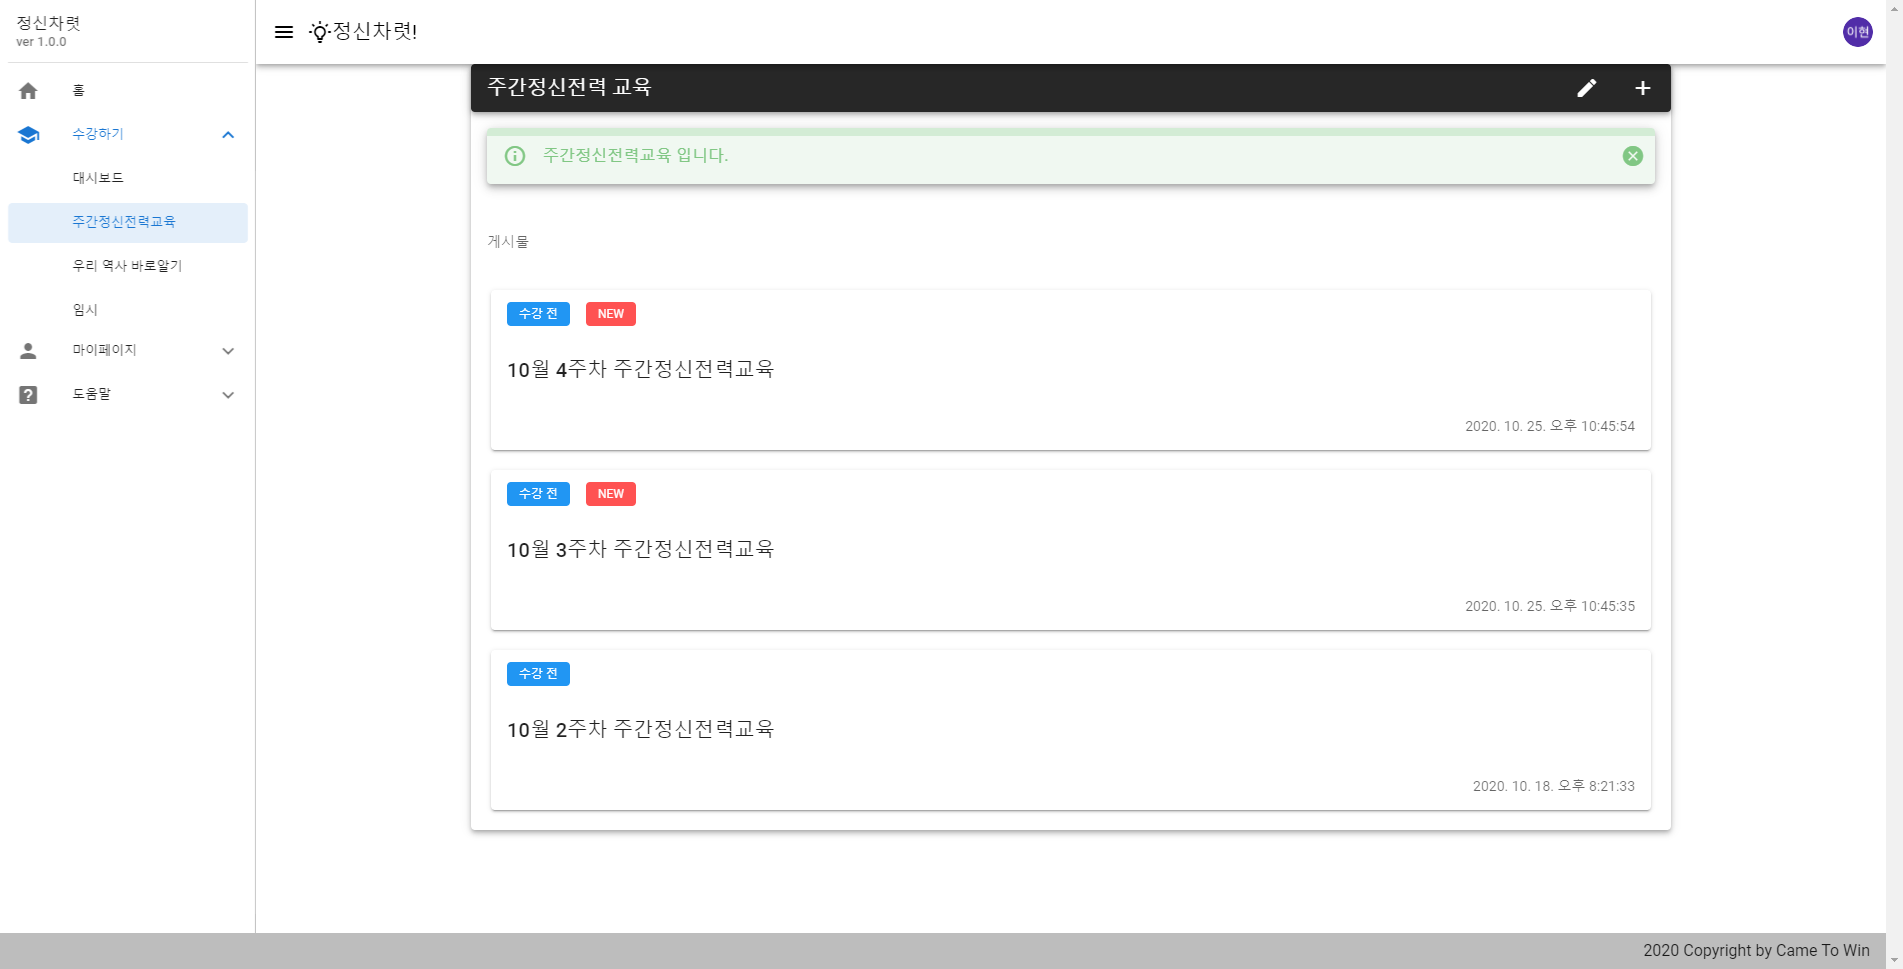 정신차렷
ver 1.0.0
홈
수강하기
대시보드
주간정신전력교육
우리 역사 바로알기
임시
마이페이지
도움말
정신차렷!
이현
주간정신전력 교육
주간정신전력교육 입니다.
게시물
수강 전 NEW
10월 4주차 주간정신전력교육
2020. 10. 25. 오후 10:45:54
수강 전 NEW
10월 3주차 주간정신전력교육
2020. 10. 25. 오후 10:45:35
수강 전
10월 2주차 주간정신전력교육
2020. 10. 18. 오후 8:21:33
2020 Copyright by Came To Win